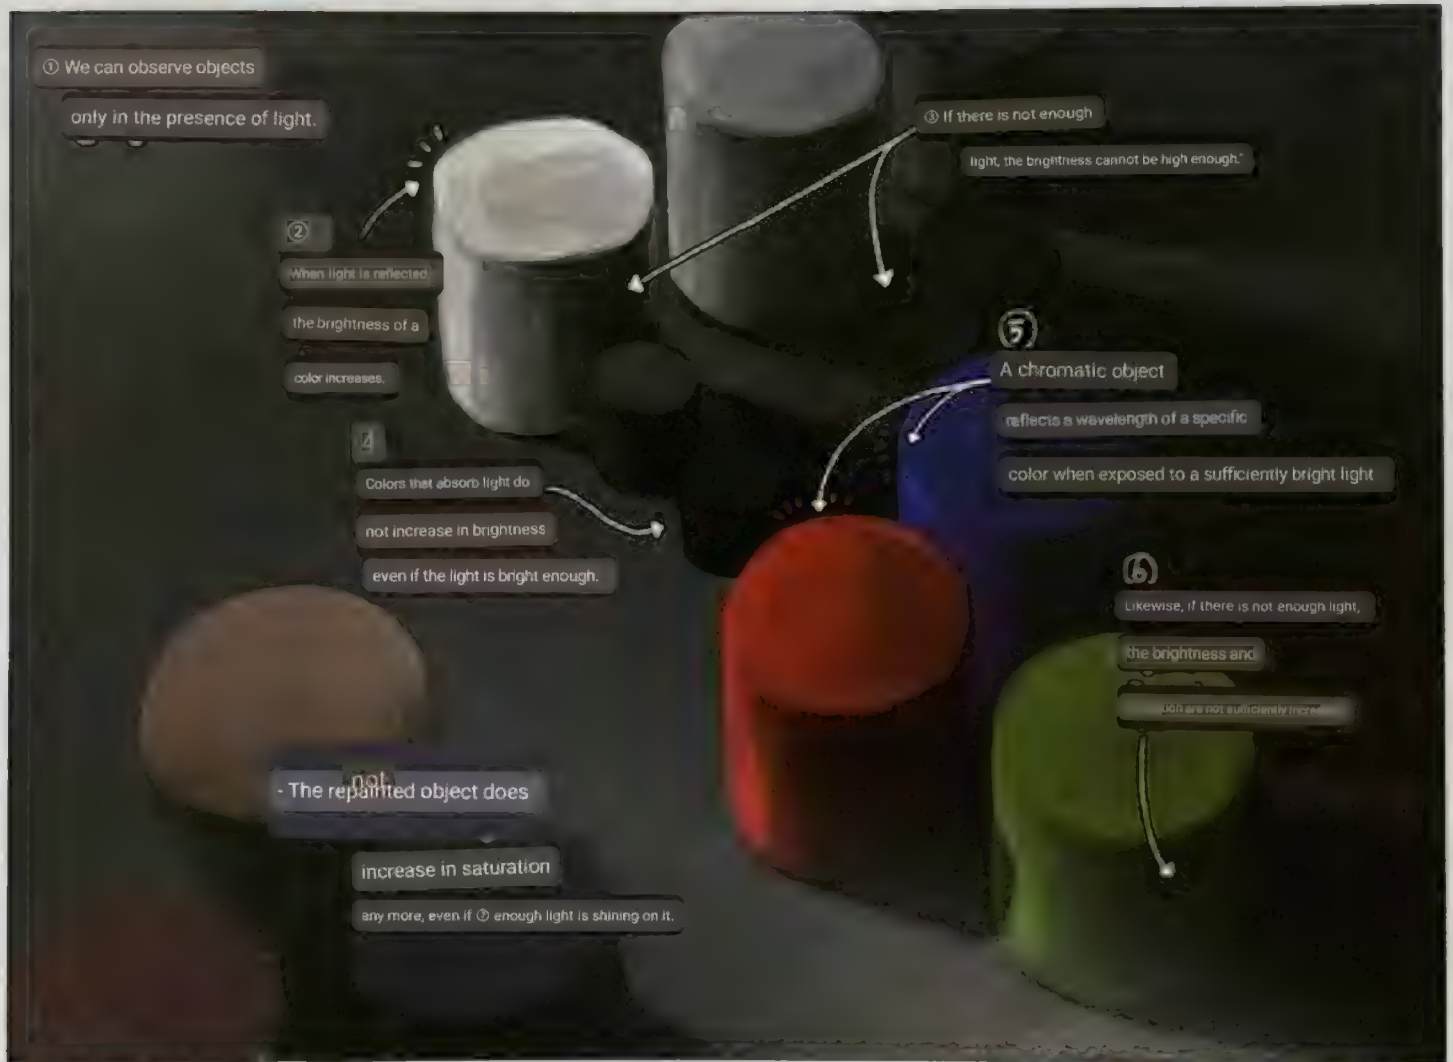 ① We can observe objects
only in the presence of light.
②
When light is reflected,
the brightness of a
color increases.
③ If there is not enough
light, the brightness cannot be high enough."
4
Colors that absorb light do
not increase in brightness
even if the light is bright enough.
⑤
A chromatic object
reflects a wavelength of a specific
color when exposed to a sufficiently bright light
⑥
Likewise, if there is not enough light,
the brightness and
are not sufficiently
not
- The repainted object does
increase in saturation
any more, even if ⑦ enough light is shining on it.